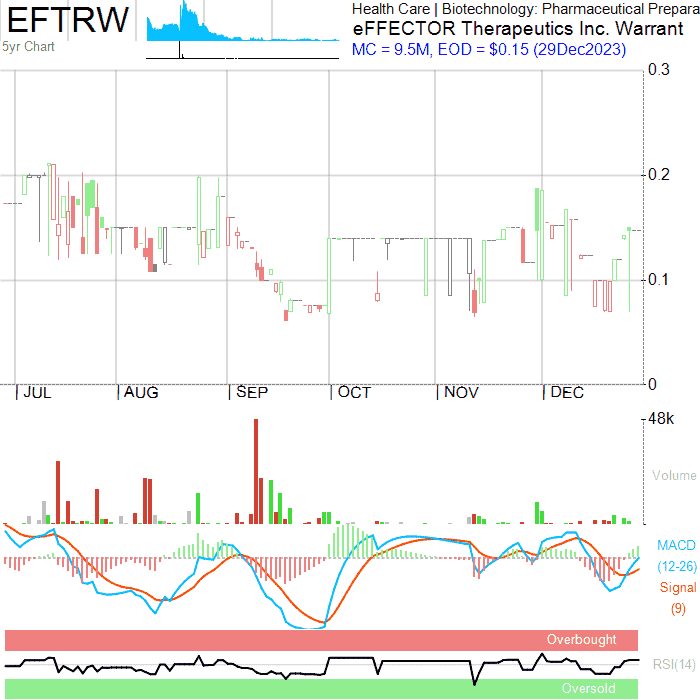 EFTRW
5yr Chart
Health Care | Biotechnology: Pharmaceutical Prepara
eFFECTOR Therapeutics Inc. Warrant
MC = 9.5M, EOD = $0.15 (29Dec2023)
0.3
0.2
0.1
0
JUL AUG SEP OCT NOV DEC
48k
Volume
MACD
(12-26)
Signal
(9)
Overbought
RSI(14)
Oversold